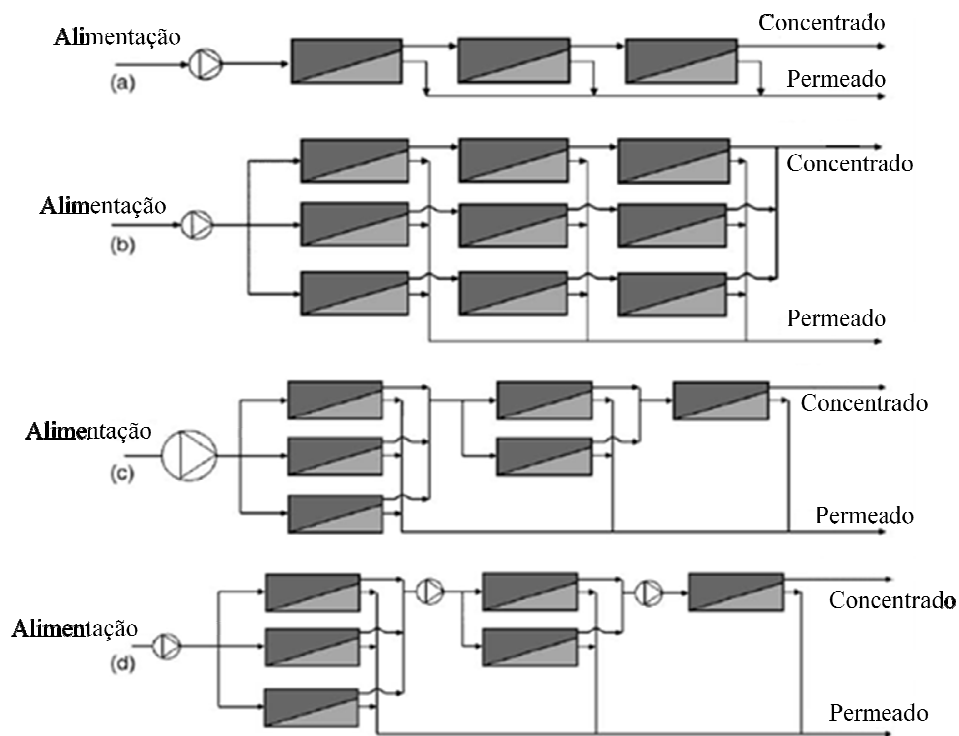 Concentrado
Alimentação
Permeado
(a)
Concentrado
Alimentação
(b)
Permeado
Concentrado
Alimentação
(c)
Permeado
Concentrado
Alimentação
(d)
Permeado